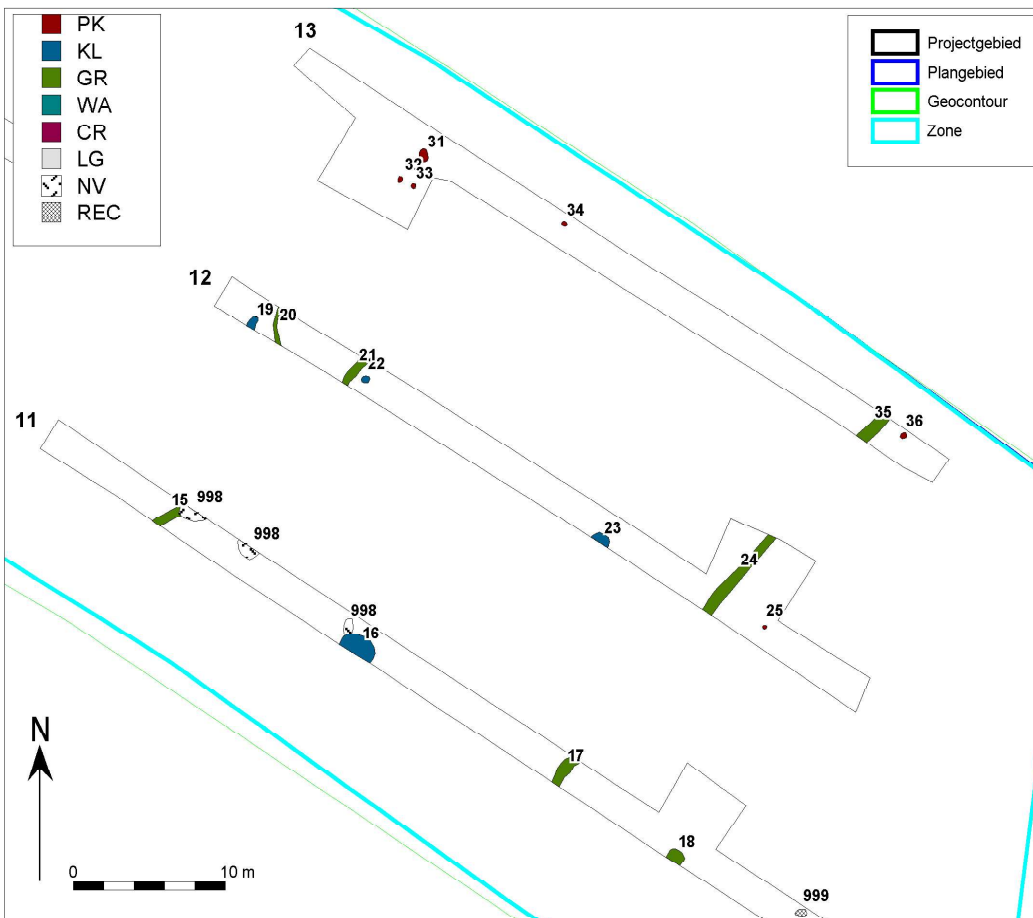 PK
KL
GR
WA
CR
LG
NV
REC
Projectgebied
Plangebied
Geocontour
Zone
13
31
32
33
34
12
19
20
21
22
11
35
36
15
998
998
23
24
998
16
25
17
18
999
N
0
10 m